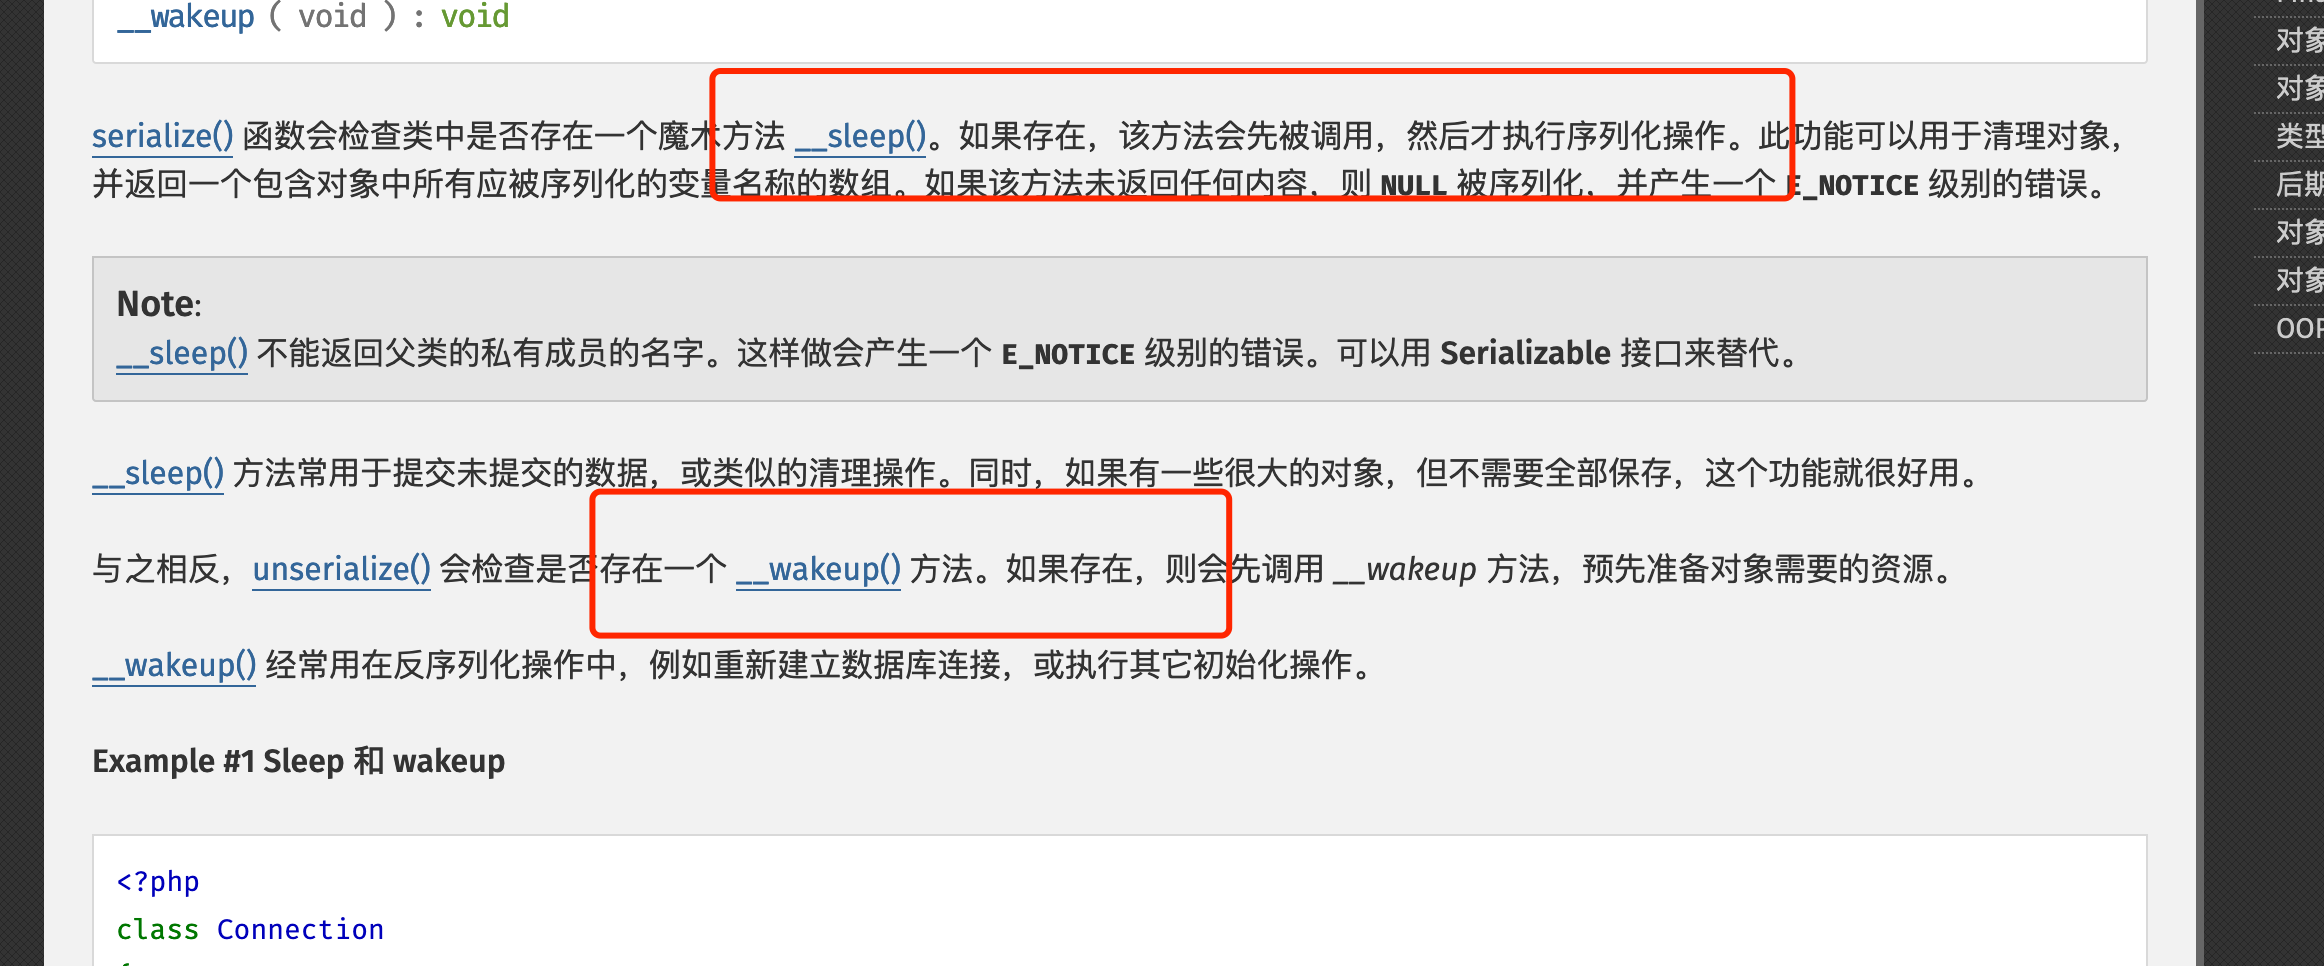 __wakeup ( void ) : void
serialize() 函数会检查类中是否存在一个魔术方法 __sleep()。如果存在，该方法会先被调用，然后才执行序列化操作。此功能可以用于清理对象，
并返回一个包含对象中所有应被序列化的变量名称的数组。如果该方法未返回任何内容，则 NULL 被序列化，并产生一个 E_NOTICE 级别的错误。
Note:
__sleep() 不能返回父类的私有成员的名字。这样做会产生一个 E_NOTICE 级别的错误。可以用 Serializable 接口来替代。
__sleep() 方法常用于提交未提交的数据，或类似的清理操作。同时，如果有一些很大的对象，但不需要全部保存，这个功能就很好用。
与之相反，unserialize() 会检查是否存在一个 __wakeup() 方法。如果存在，则会先调用 __wakeup 方法，预先准备对象需要的资源。
__wakeup() 经常用在反序列化操作中，例如重新建立数据库连接，或执行其它初始化操作。
Example #1 Sleep 和 wakeup
<?php
class Connection
对象
对象
类型
后期
对象
对象
OOP